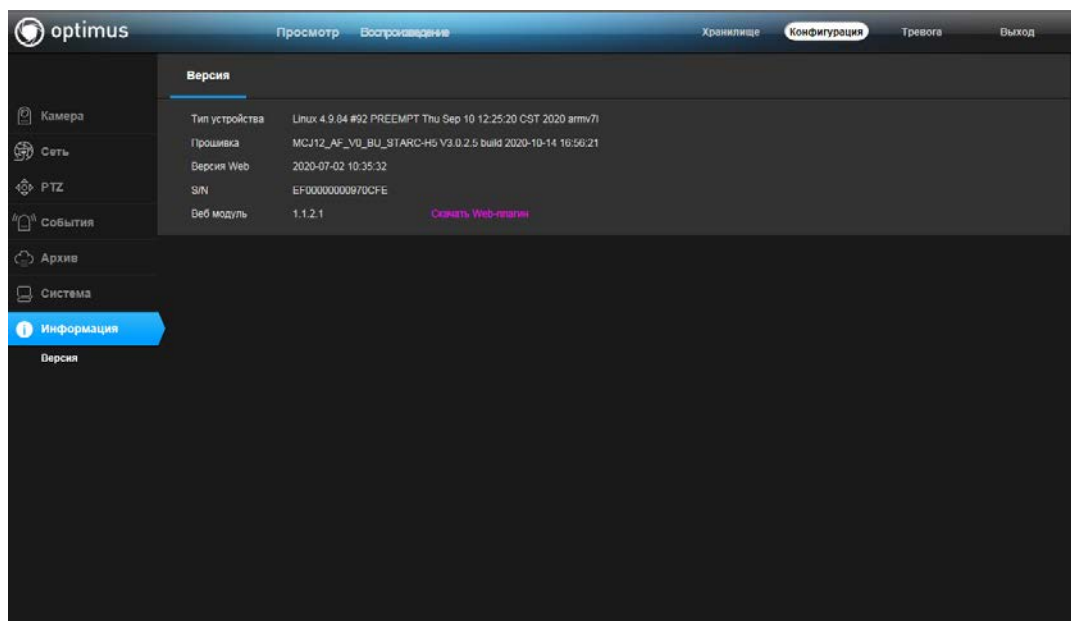 optimus
Просмотр Воспроизведение Хранилище Конфигурация Тревога Выход
Версия
Камера
Сеть
PTZ
События
Архив
Система
Информация
Версия
Тип устройства Linux 4.9.84 #92 PREEMPT Thu Sep 10 12:25:20 CST 2020 armv7l
Прошивка MCJ12_AF_V0_BU_STARC-H5 V3.0.2.5 build 2020-10-14 16:56:21
Версия Web 2020-07-02 10:35:32
S/N EF00000000970CFE
Веб модуль 1.1.2.1 Скачать Web-плагин